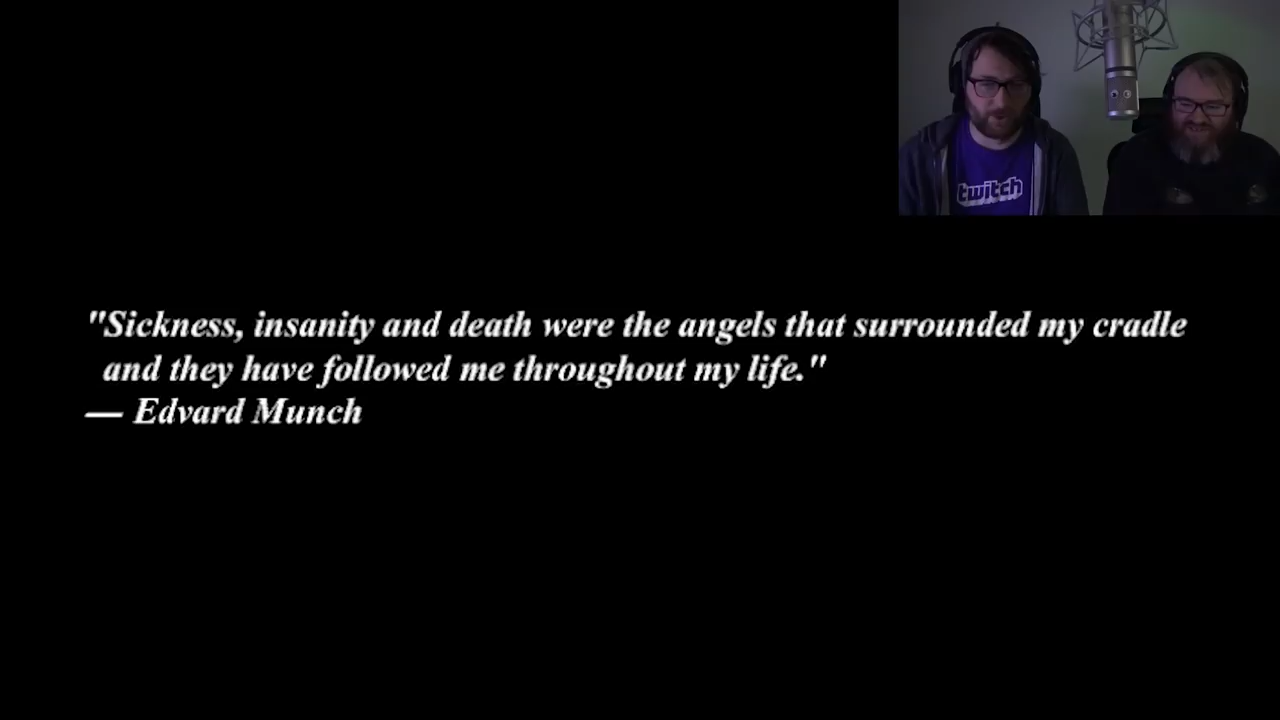 twitch
"Sickness, insanity and death were the angels that surrounded my cradle
and they have followed me throughout my life."
— Edvard Munch